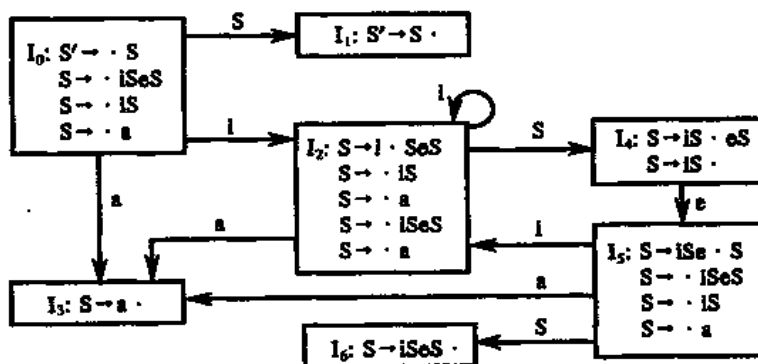 I₀: S′→ · S
S→ · iSeS
S→ · iS
S→ · a
S
I₁: S′→S ·
i
a
I₂: S→i · SeS
S→ · iS
S→ · a
S→ · iSeS
S→ · a
i
S
I₄: S→iS · eS
S→iS ·
e
a
i
I₅: S→iSe · S
S→ · iSeS
S→ · iS
S→ · a
a
I₃: S→a ·
S
I₆: S→iSeS ·